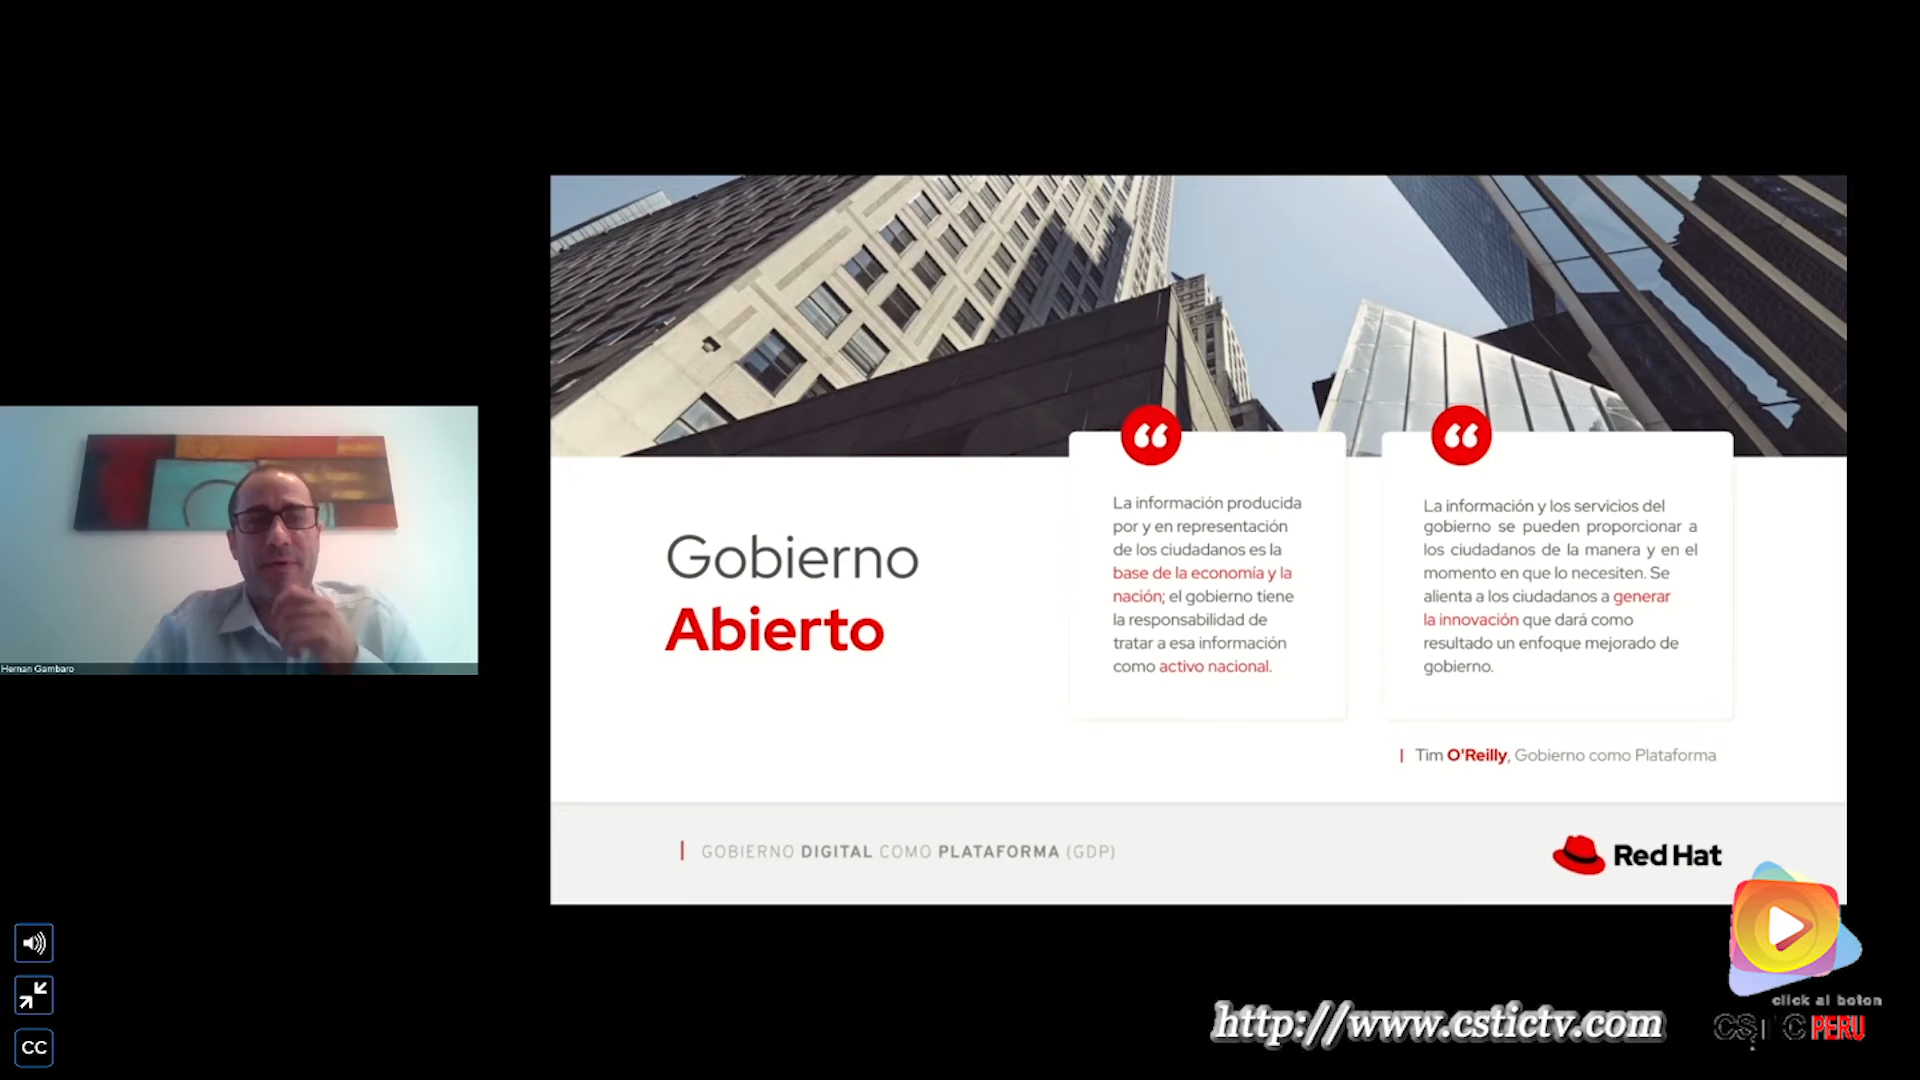 Hernan Gambaro
Gobierno
Abierto
La información producida
por y en representación
de los ciudadanos es la
base de la economía y la
nación; el gobierno tiene
la responsabilidad de
tratar a esa información
como activo nacional.
La información y los servicios del
gobierno se pueden proporcionar a
los ciudadanos de la manera y en el
momento en que lo necesiten. Se
alienta a los ciudadanos a generar
la innovación que dará como
resultado un enfoque mejorado de
gobierno.
| Tim O'Reilly, Gobierno como Plataforma
| GOBIERNO DIGITAL COMO PLATAFORMA (GDP)
Red Hat
CC
http://www.cstictv.com
click al boton
PERU